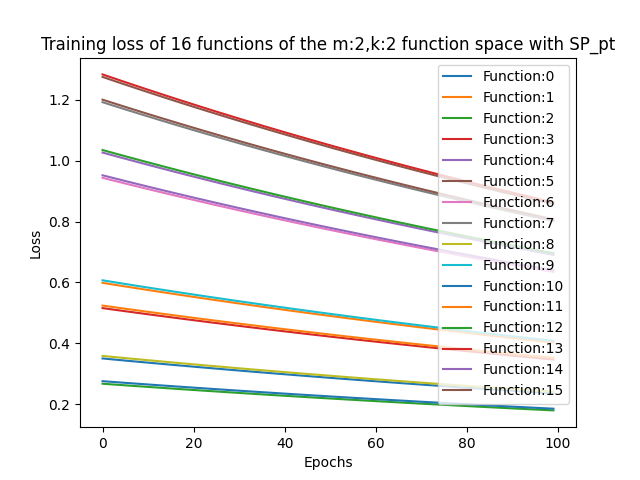 Training loss of 16 functions of the m:2,k:2 function space with SP_pt
Function:0
Function:1
Function:2
Function:3
Function:4
Function:5
Function:6
Function:7
Function:8
Function:9
Function:10
Function:11
Function:12
Function:13
Function:14
Function:15
Loss
1.2
1.0
0.8
0.6
0.4
0.2
0
20
40
60
80
100
Epochs